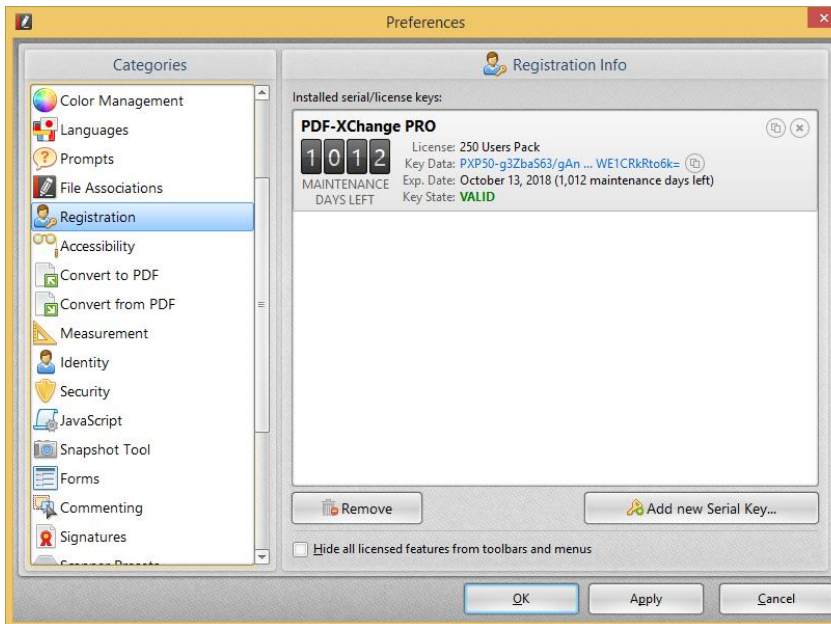 Preferences
Categories
Color Management
Languages
Prompts
File Associations
Registration
Accessibility
Convert to PDF
Convert from PDF
Measurement
Identity
Security
JavaScript
Snapshot Tool
Forms
Commenting
Signatures
Scanner Presets
Registration Info
Installed serial/license keys:
PDF-XChange PRO
1012
MAINTENANCE
DAYS LEFT
License: 250 Users Pack
Key Data: PXP50-g3ZbaS63/gAn ... WE1CRkRto6k=
Exp. Date: October 13, 2018 (1,012 maintenance days left)
Key State: VALID
Remove
Add new Serial Key...
Hide all licensed features from toolbars and menus
OK
Apply
Cancel